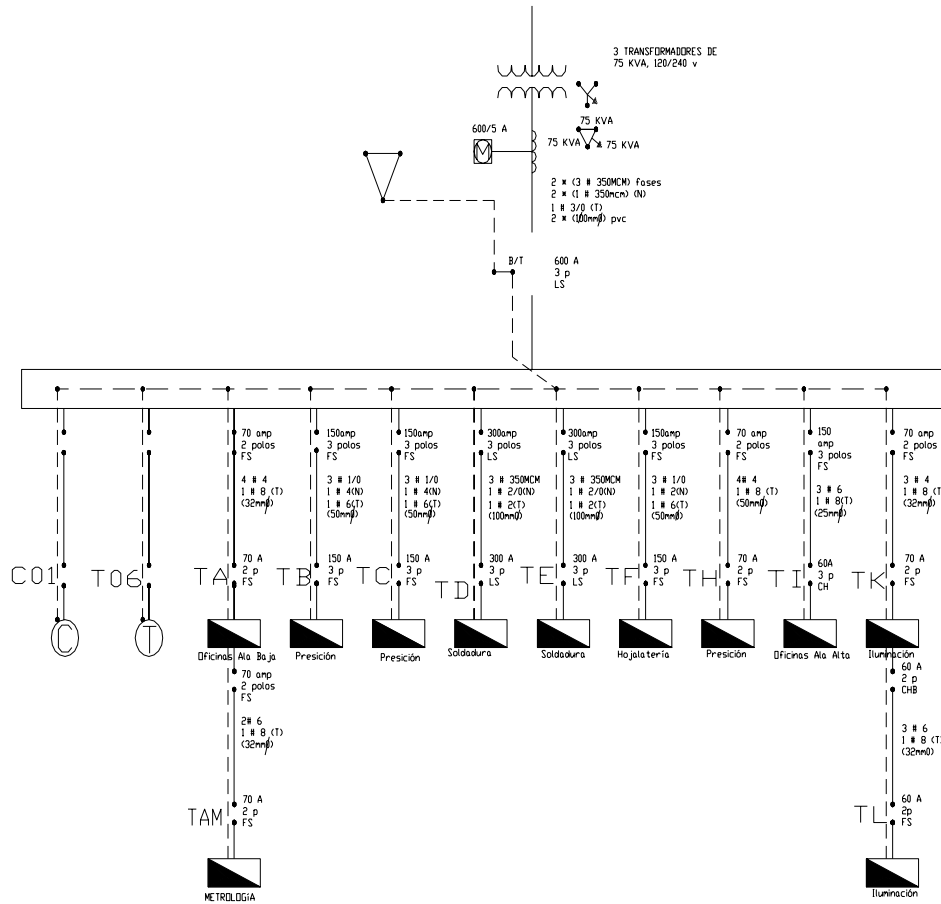 3 TRANSFORMADORES DE
75 KVA, 120/240 v
75 KVA
600/5 A
M
75 KVA
75 KVA
2 * (3 # 350MCM) fases
2 * (1 # 350mcm) (N)
1 # 3/0 (T)
2 * (100mmØ) pvc
B/T
600 A
3 p
LS
70 amp
2 polos
FS
4 # 4
1 # 8 (T)
(32mmØ)
150amp
3 polos
FS
3 # 1/0
1 # 4(N)
1 # 6(T)
(50mmØ)
150amp
3 polos
FS
3 # 1/0
1 # 4(N)
1 # 6(T)
(50mmØ)
300amp
3 polos
LS
3 # 350MCM
1 # 2/0(N)
1 # 2(T)
(100mmØ)
300amp
3 polos
LS
3 # 350MCM
1 # 2/0(N)
1 # 2(T)
(100mmØ)
150amp
3 polos
FS
3 # 1/0
1 # 2(N)
1 # 6(T)
(50mmØ)
70 amp
2 polos
FS
4# 4
1 # 8 (T)
(50mmØ)
150
amp
3 polos
FS
3 # 6
1 # 8(T)
(25mmØ)
70 amp
2 polos
FS
3 # 4
1 # 8 (T)
(32mmØ)
C01
T06
TA
70 A
2 p
FS
TB
150 A
3 p
FS
TC
150 A
3 p
FS
TD
300 A
3 p
LS
TE
300 A
3 p
LS
TF
150 A
3 p
FS
TH
70 A
2 p
FS
TI
60A
3 p
CH
TK
70 A
2 p
FS
C
T
Oficinas Ala Baja
Presición
Presición
Soldadura
Soldadura
Hojalatería
Presición
Oficinas Ala Alta
Iluminación
70 amp
2 polos
FS
2# 6
1 # 8 (T)
(32mmØ)
60 A
2 p
CHB
3 # 6
1 # 8 (T)
(32mmØ)
TAM
70 A
2 p
FS
TL
60 A
2p
FS
METROLOGíA
Iluminación